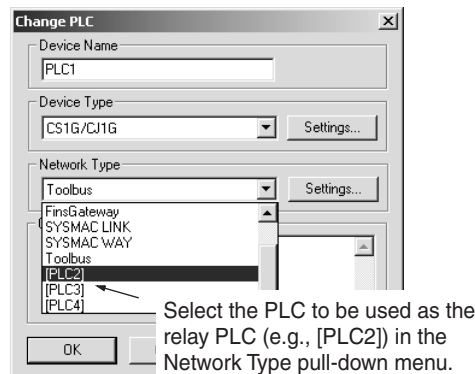 Change PLC
Device Name
PLC1
Device Type
CS1G/CJ1G
Settings...
Network Type
Toolbus
Settings...
FinsGateway
SYSMAC LINK
SYSMAC WAY
Toolbus
[PLC2]
[PLC3]
[PLC4]
Select the PLC to be used as the
relay PLC (e.g., [PLC2]) in the
Network Type pull-down menu.
OK